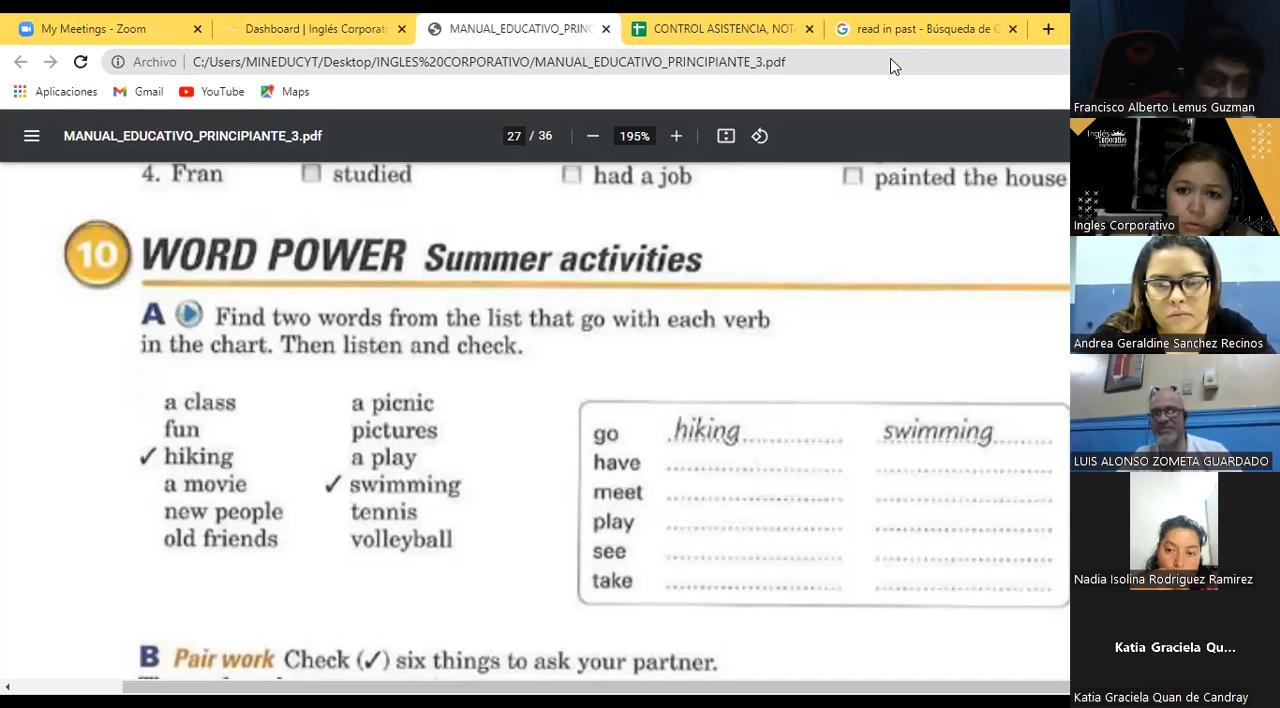 My Meetings - Zoom
Dashboard | Inglés Corporati
MANUAL_EDUCATIVO_PRINC
CONTROL ASISTENCIA, NOT
read in past - Búsqueda de G
Archivo
C:/Users/MINEDUCYT/Desktop/INGLES%20CORPORATIVO/MANUAL_EDUCATIVO_PRINCIPIANTE_3.pdf
Aplicaciones
Gmail
YouTube
Maps
MANUAL_EDUCATIVO_PRINCIPIANTE_3.pdf
27 / 36
195%
4. Fran studied had a job painted the house
10 WORD POWER Summer activities
A Find two words from the list that go with each verb
in the chart. Then listen and check.
a class
fun
✓ hiking
a movie
new people
old friends
a picnic
pictures
a play
✓ swimming
tennis
volleyball
go hiking swimming
have
meet
play
see
take
B Pair work Check (✓) six things to ask your partner.
Francisco Alberto Lemus Guzman
Inglés
Corporativo
Ingles Corporativo
Andrea Geraldine Sanchez Recinos
LUIS ALONSO ZOMETA GUARDADO
Nadia Isolina Rodriguez Ramirez
Katia Graciela Qu...
Katia Graciela Quan de Candray